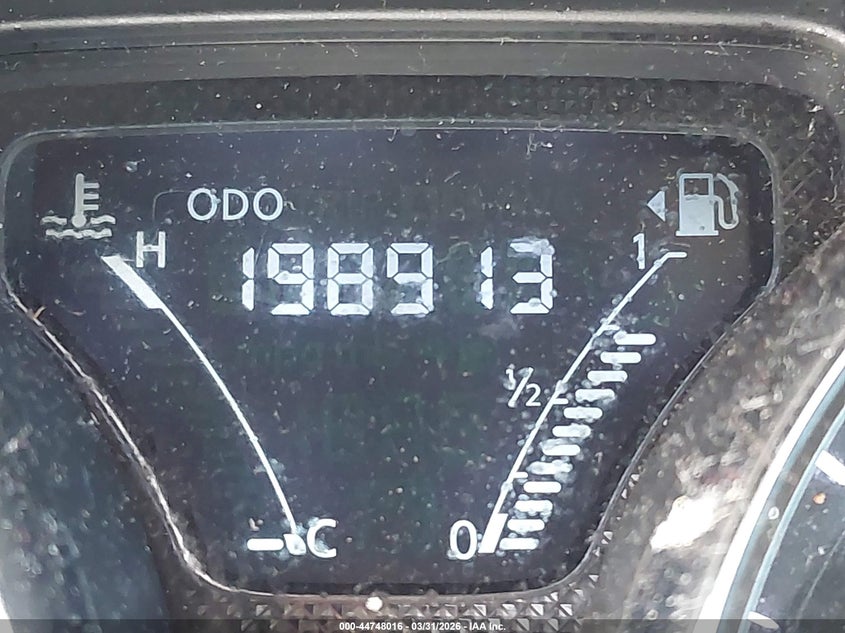 ODO
H
1
198913
1/2
C
0
000-44748016 - 03/31/2026 - IAA Inc.